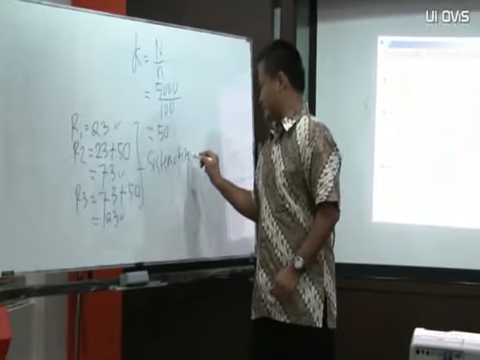 UI OVIS
k = N/n
= 5000/100
= 50
R1 = 23 ✓
R2 = 23 + 50
= 73 ✓
R3 = 73 + 50
= 123 ✓